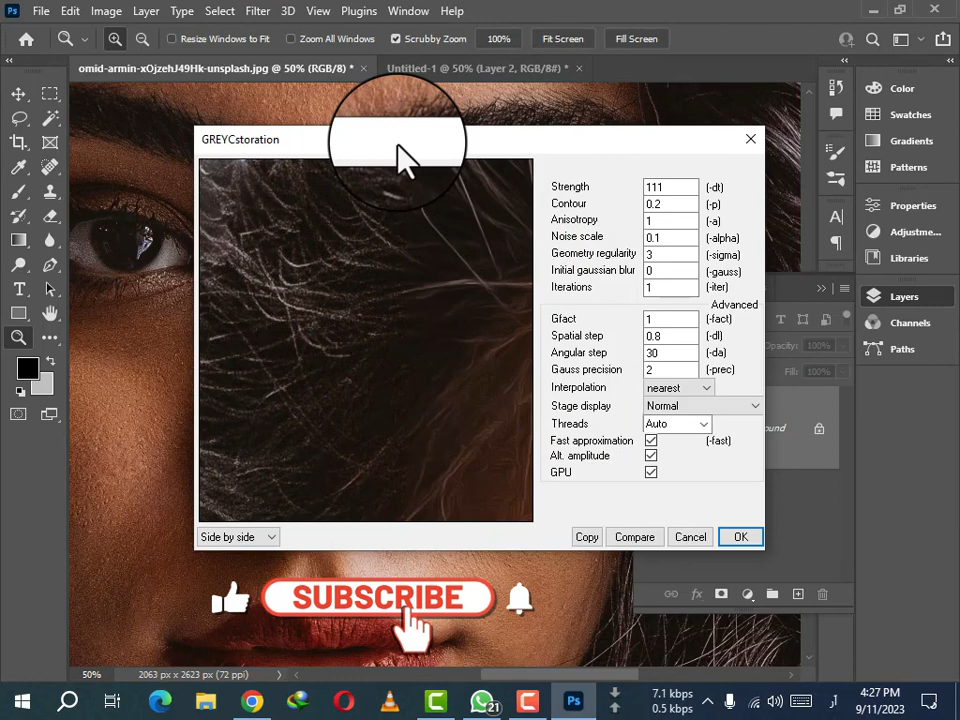 Ps File Edit Image Layer Type Select Filter 3D View Plugins Window Help
Resize Windows to Fit Zoom All Windows Scrubby Zoom 100% Fit Screen Fill Screen
omid-armin-xOjzehJ49Hk-unsplash.jpg @ 50% (RGB/8) * × Untitled-1 @ 50% (Layer 2, RGB/8#) * ×
Color
Swatches
Gradients
Patterns
Properties
Adjustme...
Libraries
Layers
Channels
Paths
GREYCstoration
Strength 111 (-dt)
Contour 0.2 (-p)
Anisotropy 1 (-a)
Noise scale 0.1 (-alpha)
Geometry regularity 3 (-sigma)
Initial gaussian blur 0 (-gauss)
Iterations 1 (-iter)
Advanced
Gfact 1 (-fact)
Spatial step 0.8 (-dl)
Angular step 30 (-da)
Gauss precision 2 (-prec)
Interpolation nearest
Stage display Normal
Threads Auto
Fast approximation (-fast)
Alt. amplitude
GPU
Side by side Copy Compare Cancel OK
Opacity: 100%
Fill: 100%
ound
fx
SUBSCRIBE
50% 2063 px x 2623 px (72 ppi)
21
Ps
7.1 kbps
0.5 kbps
4:27 PM
9/11/2023